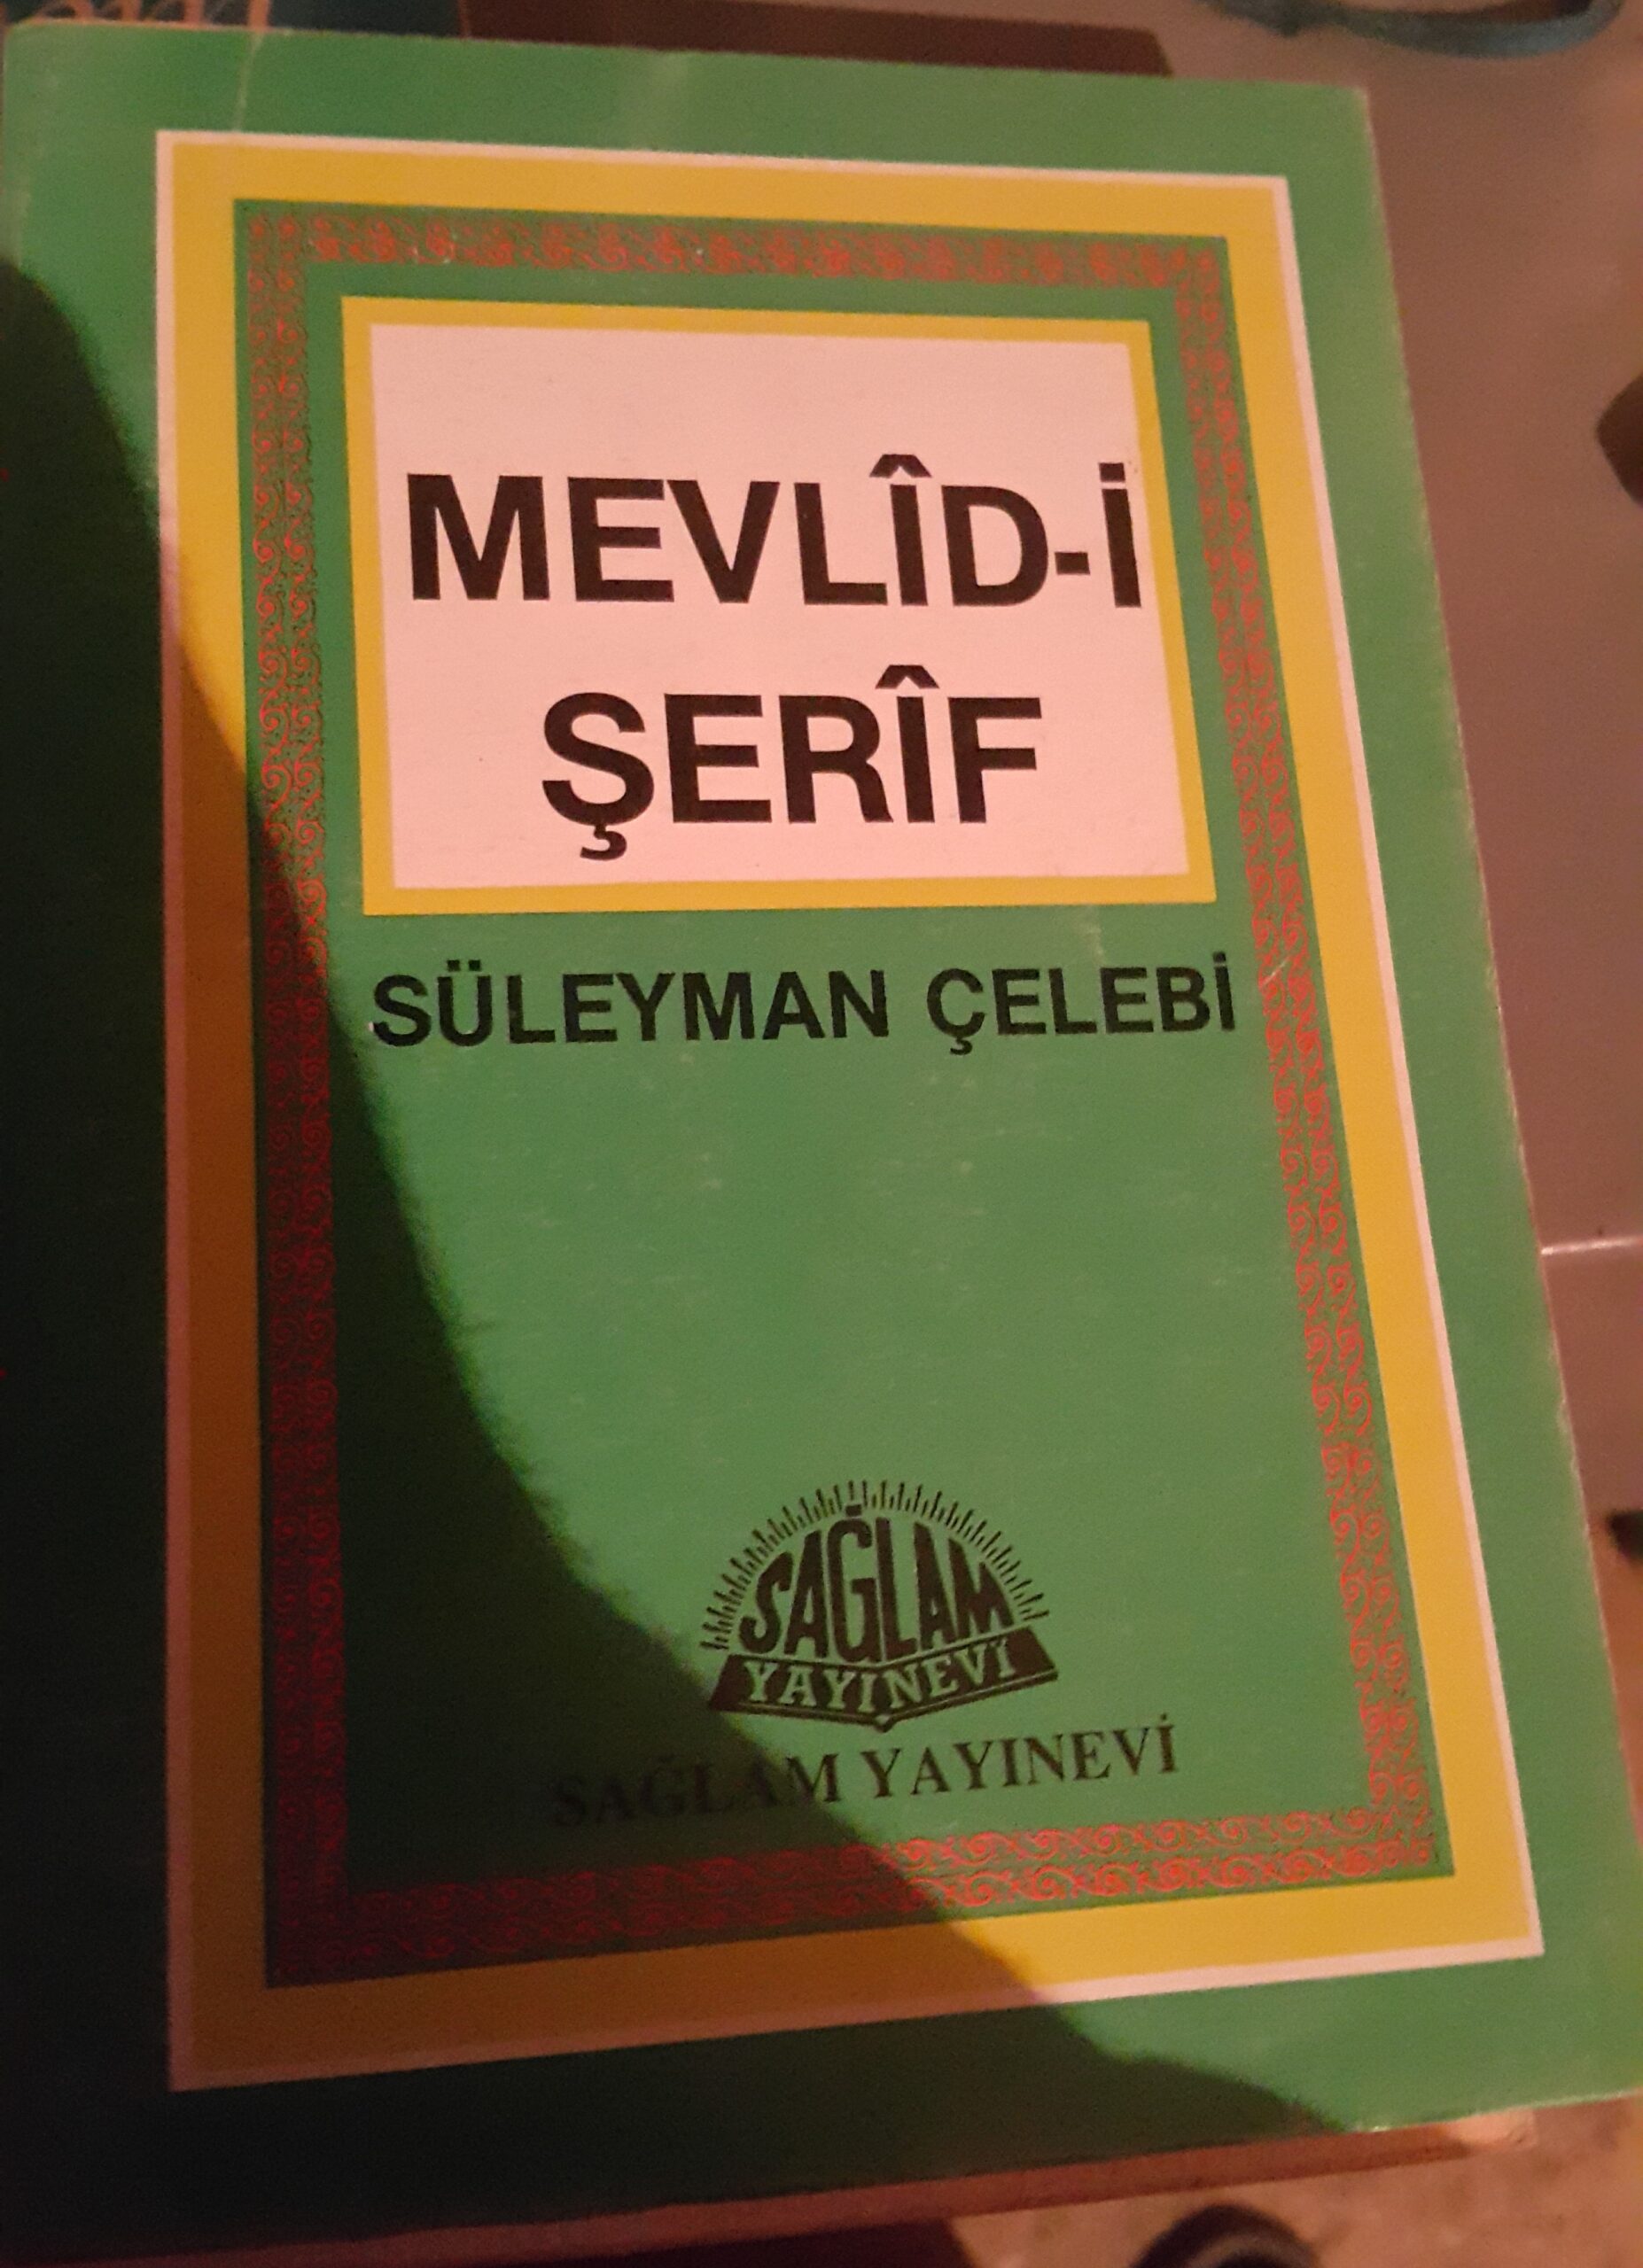 MEVLÎD-İ
ŞERÎF
SÜLEYMAN ÇELEBİ
SAĞLAM
YAYINEVİ
SAĞLAM YAYINEVİ